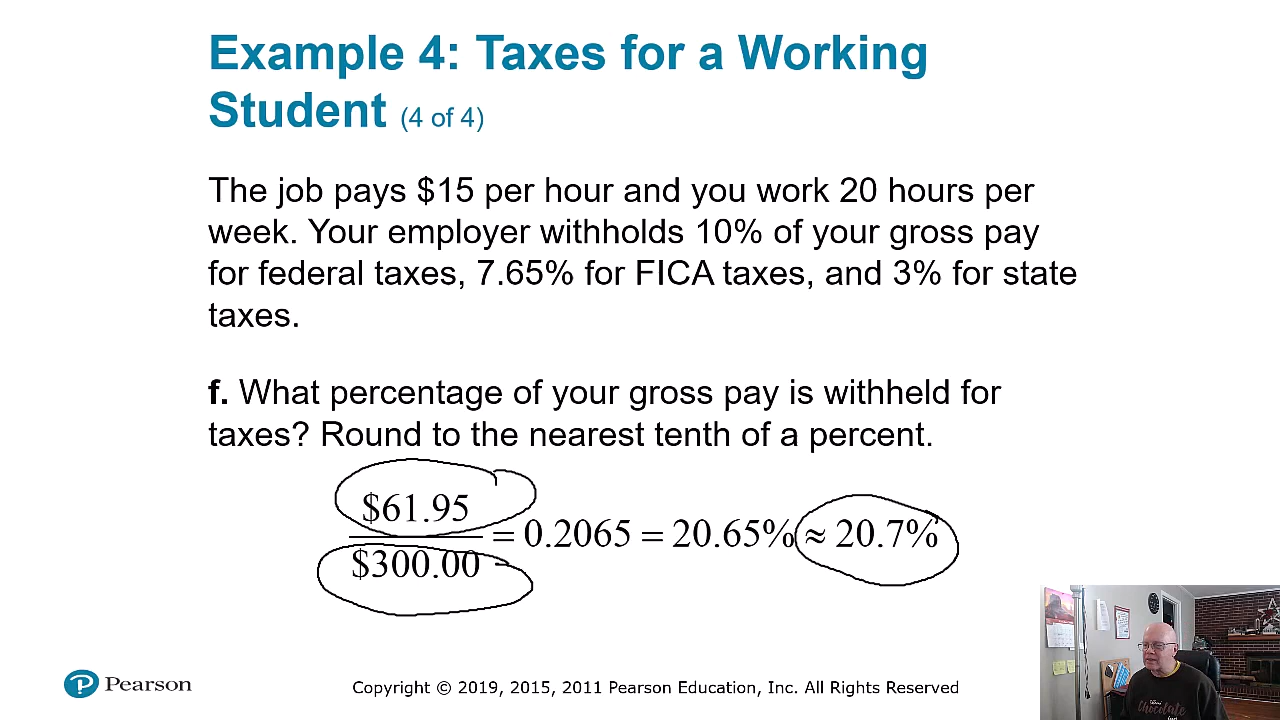 Example 4: Taxes for a Working
Student (4 of 4)
The job pays $15 per hour and you work 20 hours per
week. Your employer withholds 10% of your gross pay
for federal taxes, 7.65% for FICA taxes, and 3% for state
taxes.
f. What percentage of your gross pay is withheld for
taxes? Round to the nearest tenth of a percent.
$61.95
$300.00
= 0.2065 = 20.65% ≈ 20.7%
Pearson
Copyright © 2019, 2015, 2011 Pearson Education, Inc. All Rights Reserved
Chocolate